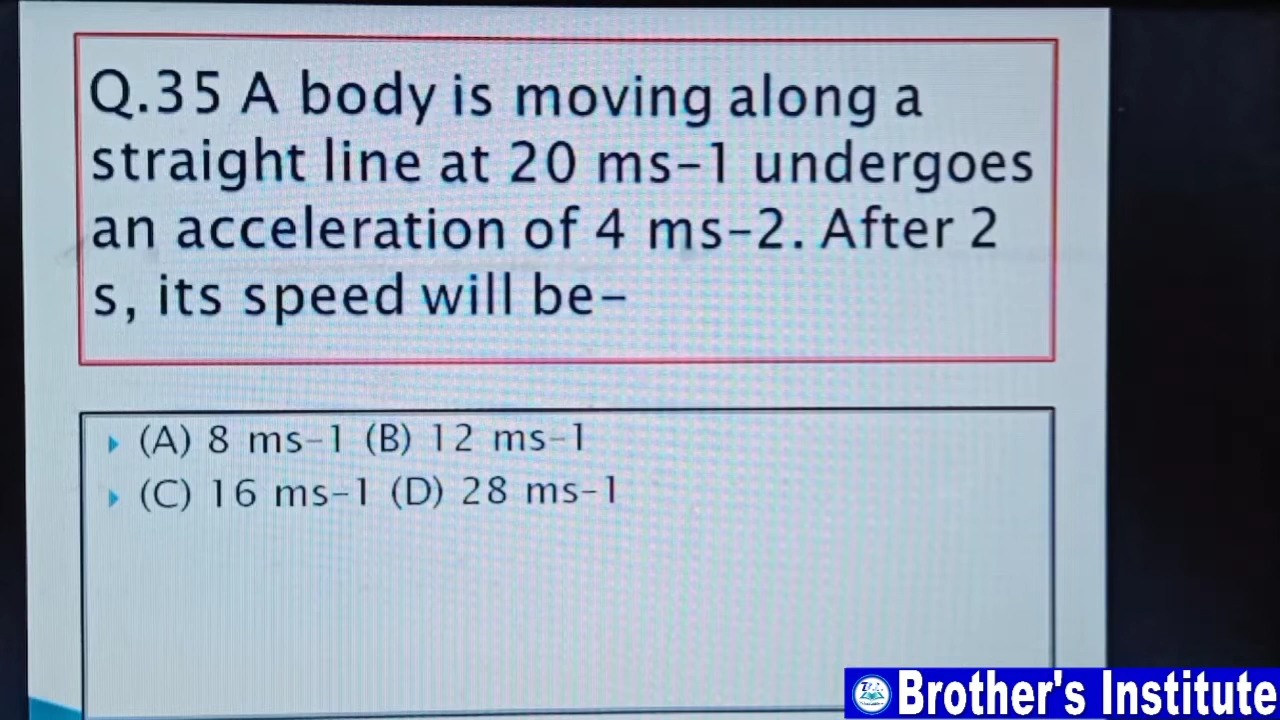 Q.35 A body is moving along a
straight line at 20 ms-1 undergoes
an acceleration of 4 ms-2. After 2
s, its speed will be-
(A) 8 ms-1 (B) 12 ms-1
(C) 16 ms-1 (D) 28 ms-1
Brother's Institute